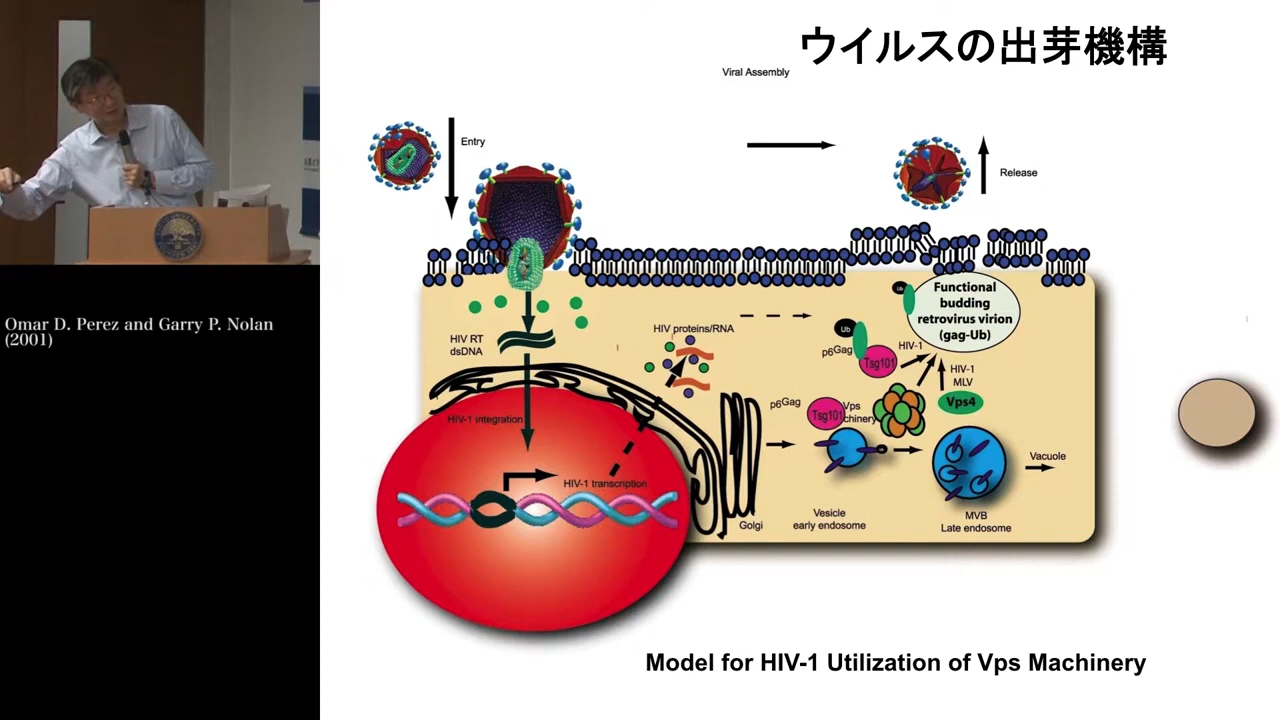 ウイルスの出芽機構
Viral Assembly
Entry
Release
Ub
Functional
budding
retrovirus virion
(gag-Ub)
HIV RT
dsDNA
HIV proteins/RNA
Ub
p6Gag
Tsg101
HIV-1
HIV-1
MLV
Vps4
p6Gag
Tsg101
Vps
chinery
HIV-1 integration
HIV-1 transcription
Golgi
Vesicle
early endosome
MVB
Late endosome
Vacuole
Model for HIV-1 Utilization of Vps Machinery
Omar D. Perez and Garry P. Nolan
(2001)